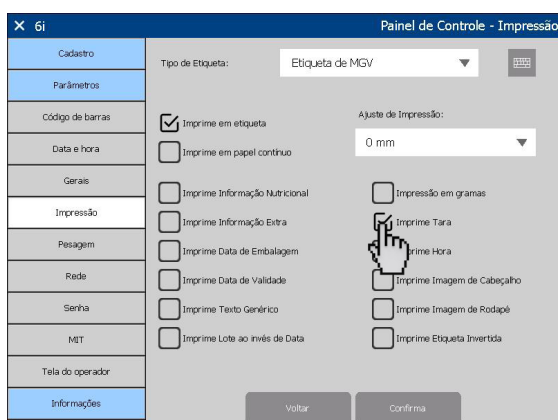 6i
Painel de Controle - Impressão
Cadastro
Parâmetros
Código de barras
Data e hora
Gerais
Impressão
Pesagem
Rede
Senha
MIT
Tela do operador
Informações
Tipo de Etiqueta:
Etiqueta de MGV
Imprime em etiqueta
Imprime em papel contínuo
Ajuste de Impressão:
0 mm
Imprime Informação Nutricional
Imprime Informação Extra
Imprime Data de Embalagem
Imprime Data de Validade
Imprime Texto Genérico
Imprime Lote ao invés de Data
Impressão em gramas
Imprime Tara
rime Hora
Imprime Imagem de Cabeçalho
Imprime Imagem de Rodapé
Imprime Etiqueta Invertida
Voltar
Confirma